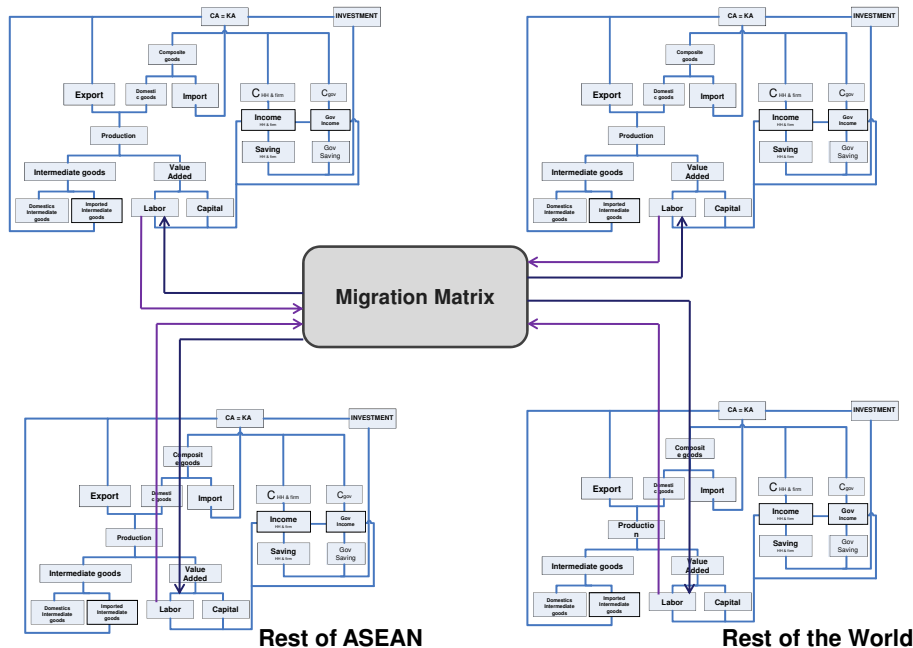 CA = KA
INVESTMENT
Composite
goods
Export
Domesti
c goods
Import
C HH & firm
Cgov
Income
HH & firm
Gov
Income
Production
Saving
HH & firm
Gov
Saving
Intermediate goods
Value
Added
Domestics
Intermediate
goods
Imported
Intermediate
goods
Labor
Capital
CA = KA
INVESTMENT
Composite
goods
Export
Domesti
c goods
Import
C HH & firm
Cgov
Income
HH & firm
Gov
Income
Production
Saving
HH & firm
Gov
Saving
Intermediate goods
Value
Added
Domestics
Intermediate
goods
Imported
Intermediate
goods
Labor
Capital
Migration Matrix
CA = KA
INVESTMENT
Composit
e goods
Export
Domesti
c goods
Import
C HH & firm
Cgov
Income
HH & firm
Gov
Income
Production
Saving
HH & firm
Gov
Saving
Intermediate goods
Value
Added
Domestics
Intermediate
goods
Imported
Intermediate
goods
Labor
Capital
Rest of ASEAN
CA = KA
INVESTMENT
Composit
e goods
Export
Domesti
c goods
Import
C HH & firm
Cgov
Income
HH & firm
Gov
Income
Productio
n
Saving
HH & firm
Gov
Saving
Intermediate goods
Value
Added
Domestics
Intermediate
goods
Imported
Intermediate
goods
Labor
Capital
Rest of the World